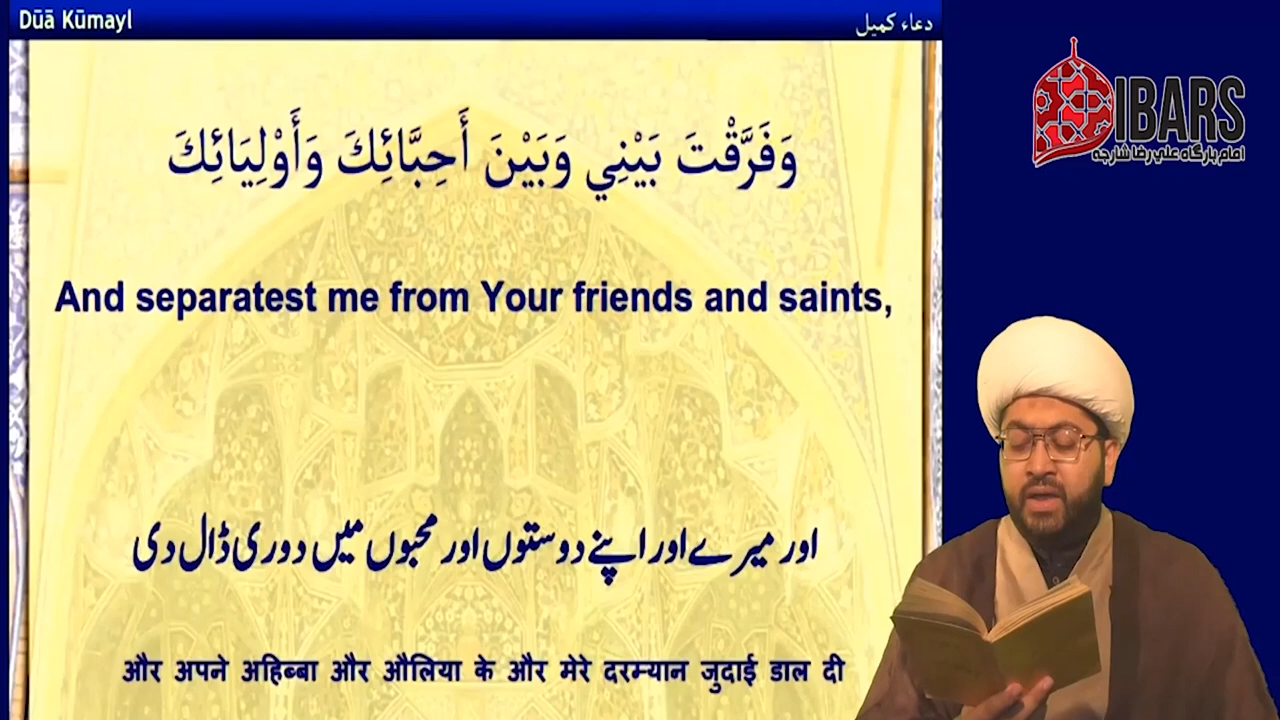 Dūā Kūmayl
دعاء كميل
IBARS
امام بارگاہ علی رضا شارجہ
وَفَرَّقْتَ بَيْنِي وَبَيْنَ أَحِبَّائِكَ وَأَوْلِيَائِكَ
And separatest me from Your friends and saints,
اور میرے اور اپنے دوستوں اور محبوں میں دوری ڈال دی
और अपने अहिब्बा और औलिया के और मेरे दरम्यान जुदाई डाल दी